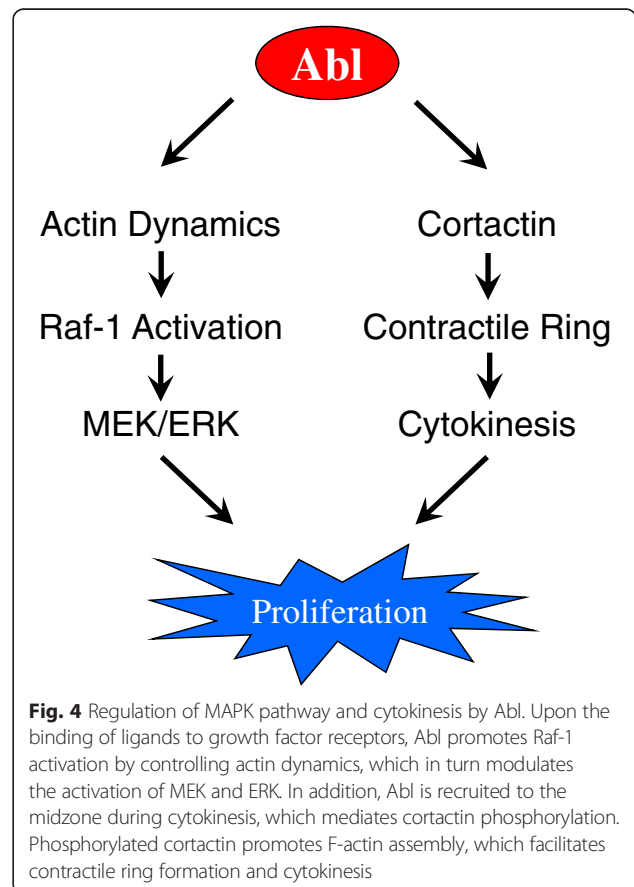 Abl
Actin Dynamics
Cortactin
Raf-1 Activation
Contractile Ring
MEK/ERK
Cytokinesis
Proliferation
Fig. 4 Regulation of MAPK pathway and cytokinesis by Abl. Upon the
binding of ligands to growth factor receptors, Abl promotes Raf-1
activation by controlling actin dynamics, which in turn modulates
the activation of MEK and ERK. In addition, Abl is recruited to the
midzone during cytokinesis, which mediates cortactin phosphorylation.
Phosphorylated cortactin promotes F-actin assembly, which facilitates
contractile ring formation and cytokinesis